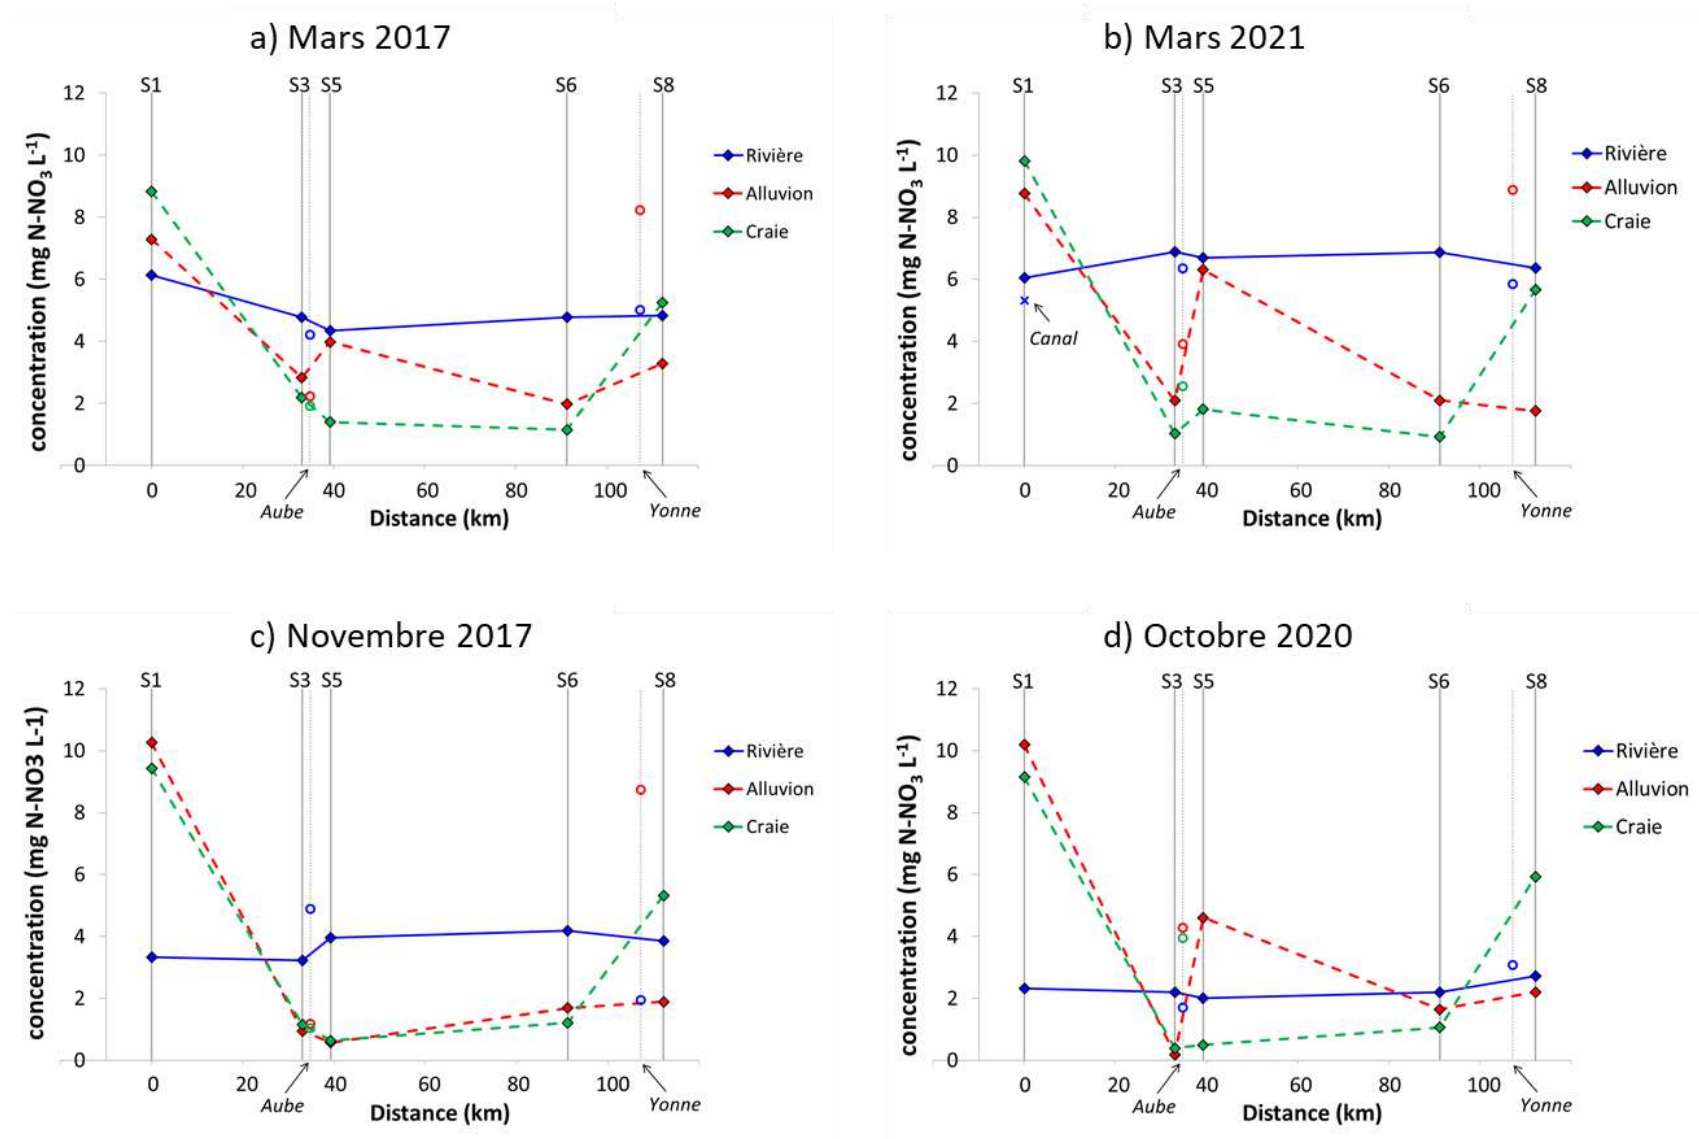 a) Mars 2017
S1 S3 S5 S6 S8
12
10
8
6
4
2
0
concentration (mg N-NO3 L-1)
Rivière
Alluvion
Craie
0 20 40 60 80 100
Aube
Distance (km)
Yonne
b) Mars 2021
S1 S3 S5 S6 S8
12
10
8
6
4
2
0
concentration (mg N-NO3 L-1)
Rivière
Alluvion
Craie
Canal
0 20 40 60 80 100
Aube
Distance (km)
Yonne
c) Novembre 2017
S1 S3 S5 S6 S8
12
10
8
6
4
2
0
concentration (mg N-NO3 L-1)
Rivière
Alluvion
Craie
0 20 40 60 80 100
Aube
Distance (km)
Yonne
d) Octobre 2020
S1 S3 S5 S6 S8
12
10
8
6
4
2
0
concentration (mg N-NO3 L-1)
Rivière
Alluvion
Craie
0 20 40 60 80 100
Aube
Distance (km)
Yonne